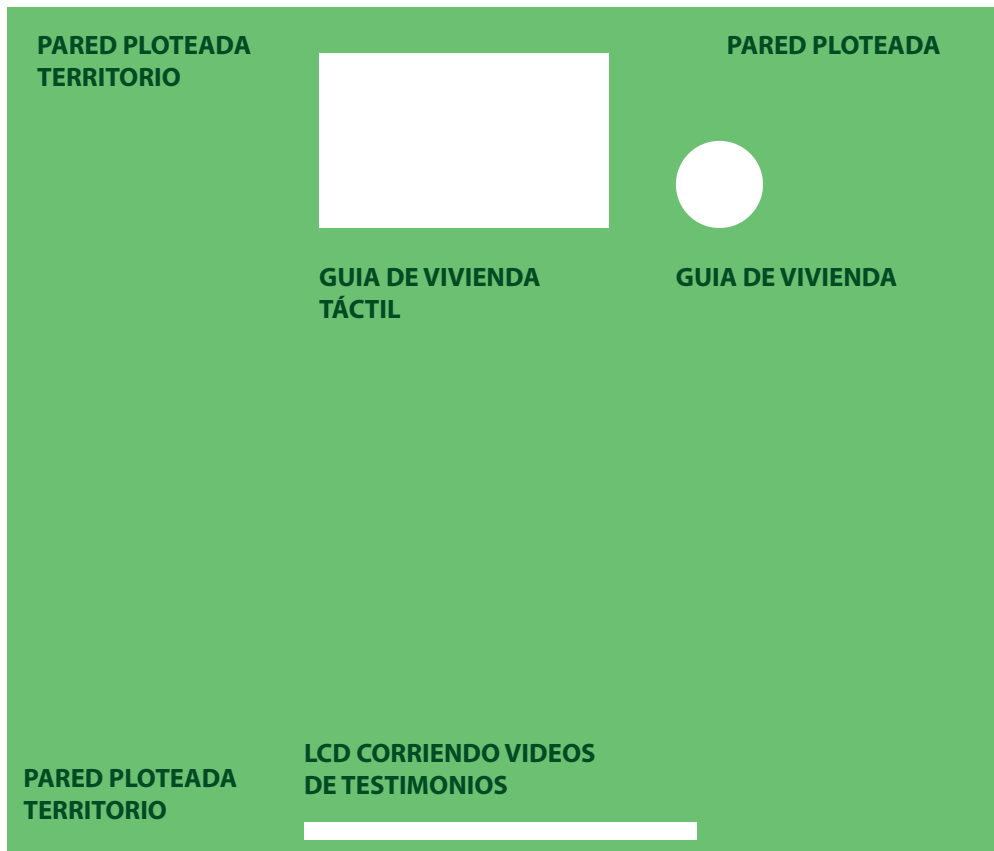 PARED PLOTEADA
TERRITORIO
PARED PLOTEADA
GUIA DE VIVIENDA
TÁCTIL
GUIA DE VIVIENDA
LCD CORRIENDO VIDEOS
DE TESTIMONIOS
PARED PLOTEADA
TERRITORIO